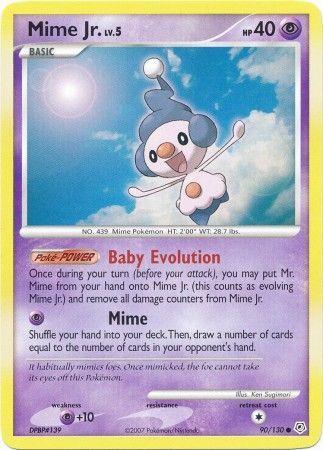 Mime Jr. LV.5 HP 40
BASIC
NO. 439 Mime Pokémon HT: 2'00" WT: 28.7 lbs.
Poké-POWER Baby Evolution
Once during your turn (before your attack), you may put Mr.
Mime from your hand onto Mime Jr. (this counts as evolving
Mime Jr.) and remove all damage counters from Mime Jr.
Mime
Shuffle your hand into your deck. Then, draw a number of
cards equal to the number of cards in your opponent's hand.
It habitually mimics foes. Once mimicked, the foe cannot take
its eyes off this Pokémon.
Illus. Ken Sugimori
weakness resistance retreat cost
+10
DPBP#139 ©2007 Pokémon/Nintendo 90/130